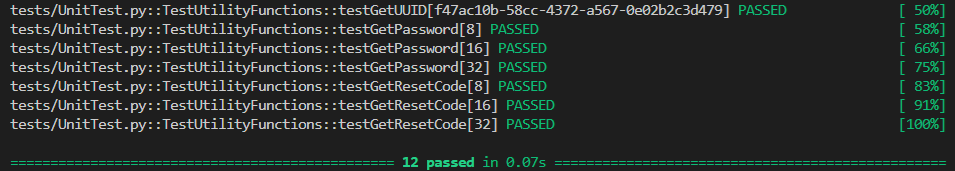 tests/UnitTest.py::TestUtilityFunctions::testGetUUID[f47ac10b-58cc-4372-a567-0e02b2c3d479] PASSED [ 50%]
tests/UnitTest.py::TestUtilityFunctions::testGetPassword[8] PASSED [ 58%]
tests/UnitTest.py::TestUtilityFunctions::testGetPassword[16] PASSED [ 66%]
tests/UnitTest.py::TestUtilityFunctions::testGetPassword[32] PASSED [ 75%]
tests/UnitTest.py::TestUtilityFunctions::testGetResetCode[8] PASSED [ 83%]
tests/UnitTest.py::TestUtilityFunctions::testGetResetCode[16] PASSED [ 91%]
tests/UnitTest.py::TestUtilityFunctions::testGetResetCode[32] PASSED [100%]
================================================ 12 passed in 0.07s =================================================